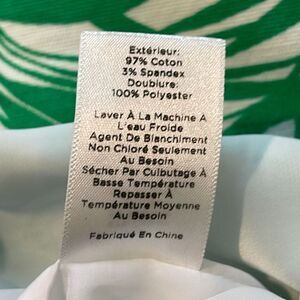 Extérieur:
97% Coton
3% Spandex
Doublure:
100% Polyester
Laver À La Machine A
L'eau Froide
Agent De Blanchiment
Non Chloré Seulement
Au Besoin
Sécher Par Culbutage À
Basse Température
Repasser À
Température Moyenne
Au Besoin
Fabriqué En Chine